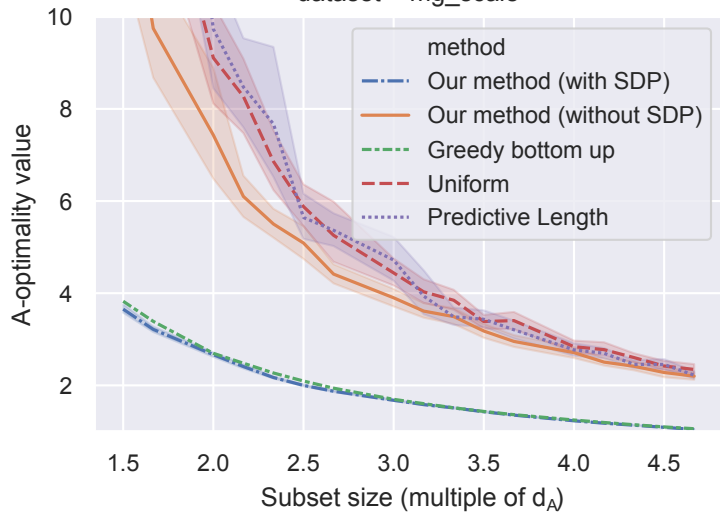 10
8
6
4
2
A-optimality value
method
Our method (with SDP)
Our method (without SDP)
Greedy bottom up
Uniform
Predictive Length
1.5 2.0 2.5 3.0 3.5 4.0 4.5
Subset size (multiple of d_A)